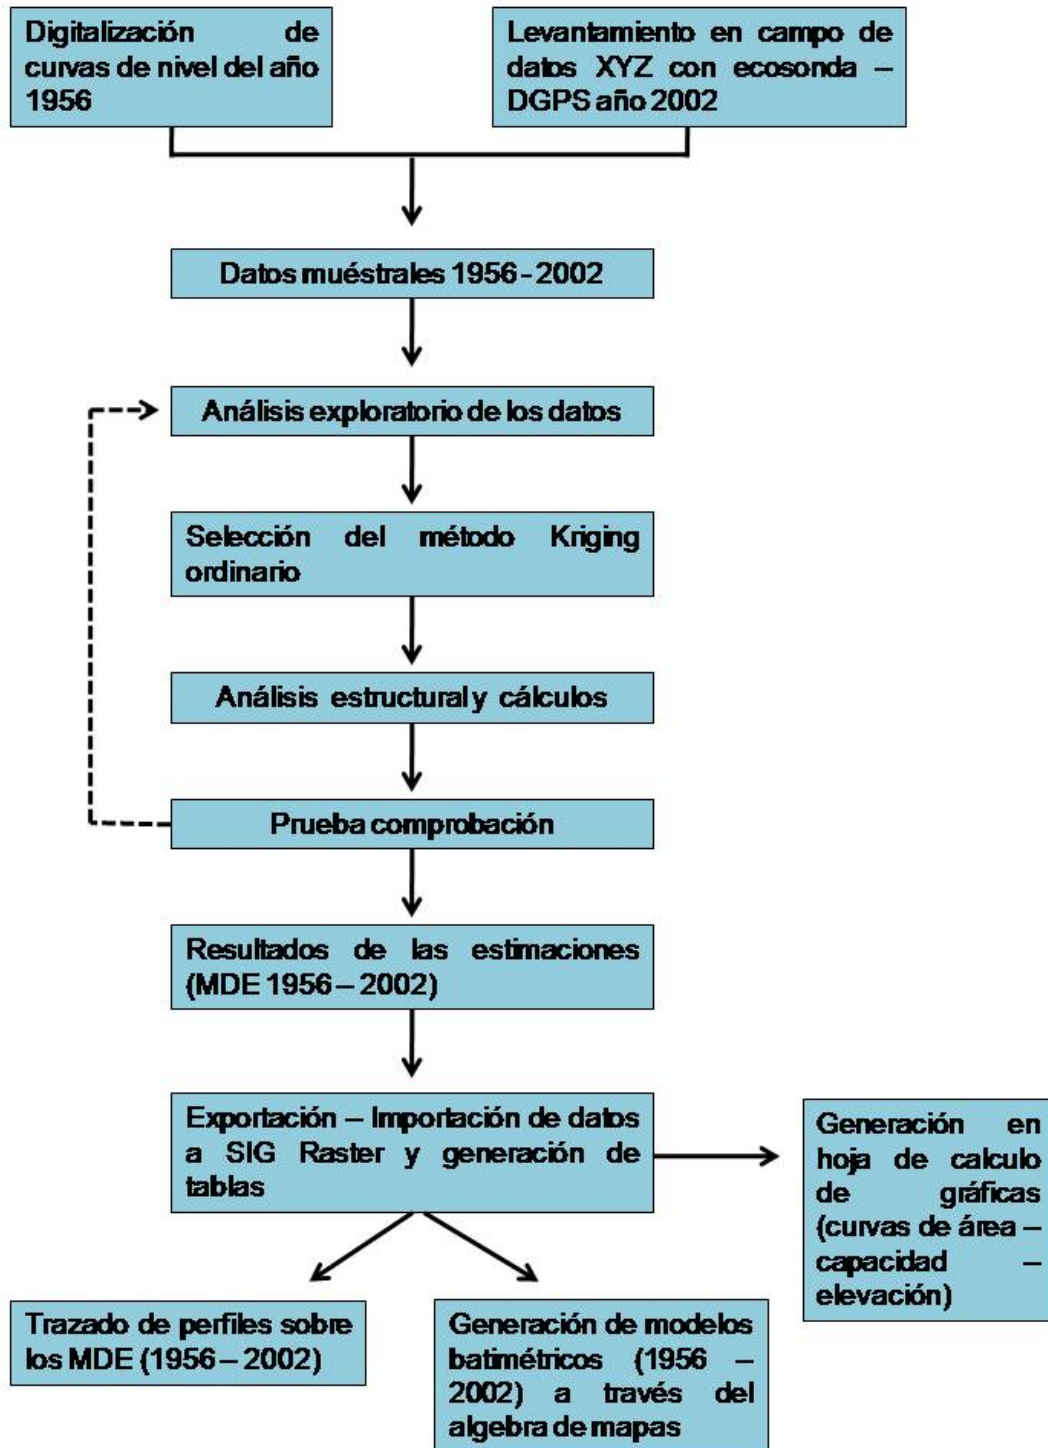 Digitalización de
curvas de nivel del año
1956
Levantamiento en campo de
datos XYZ con ecosonda –
DGPS año 2002
Datos muéstrales 1956 - 2002
Análisis exploratorio de los datos
Selección del método Kriging
ordinario
Análisis estructural y cálculos
Prueba comprobación
Resultados de las estimaciones
(MDE 1956 – 2002)
Exportación – Importación de datos
a SIG Raster y generación de
tablas
Generación en
hoja de calculo
de gráficas
(curvas de área –
capacidad –
elevación)
Trazado de perfiles sobre
los MDE (1956 – 2002)
Generación de modelos
batimétricos (1956 –
2002) a través del
algebra de mapas